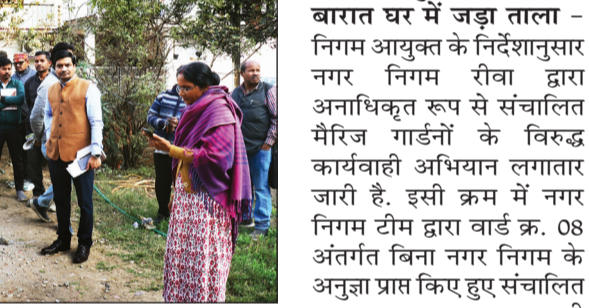 बारात घर में जड़ा ताला –
निगम आयुक्त के निर्देशानुसार
नगर निगम रीवा द्वारा
अनाधिकृत रूप से संचालित
मैरिज गार्डनों के विरुद्ध
कार्यवाही अभियान लगातार
जारी है. इसी क्रम में नगर
निगम टीम द्वारा वार्ड क्र. 08
अंतर्गत बिना नगर निगम के
अनुज्ञा प्राप्त किए हुए संचालित